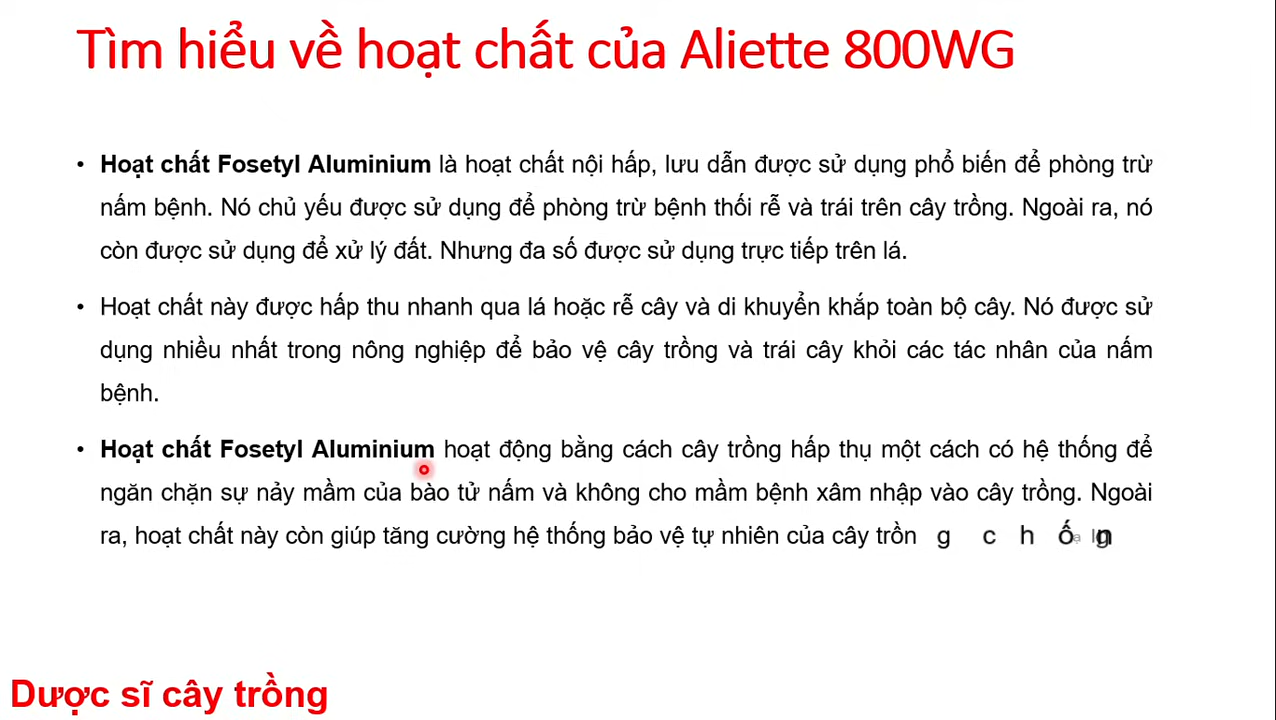 Tìm hiểu về hoạt chất của Aliette 800WG
• Hoạt chất Fosetyl Aluminium là hoạt chất nội hấp, lưu dẫn được sử dụng phổ biến để phòng trừ
nấm bệnh. Nó chủ yếu được sử dụng để phòng trừ bệnh thối rễ và trái trên cây trồng. Ngoài ra, nó
còn được sử dụng để xử lý đất. Nhưng đa số được sử dụng trực tiếp trên lá.
• Hoạt chất này được hấp thu nhanh qua lá hoặc rễ cây và di khuyển khắp toàn bộ cây. Nó được sử
dụng nhiều nhất trong nông nghiệp để bảo vệ cây trồng và trái cây khỏi các tác nhân của nấm
bệnh.
• Hoạt chất Fosetyl Aluminium hoạt động bằng cách cây trồng hấp thụ một cách có hệ thống để
ngăn chặn sự nảy mầm của bào tử nấm và không cho mầm bệnh xâm nhập vào cây trồng. Ngoài
ra, hoạt chất này còn giúp tăng cường hệ thống bảo vệ tự nhiên của cây trồng
Dược sĩ cây trồng